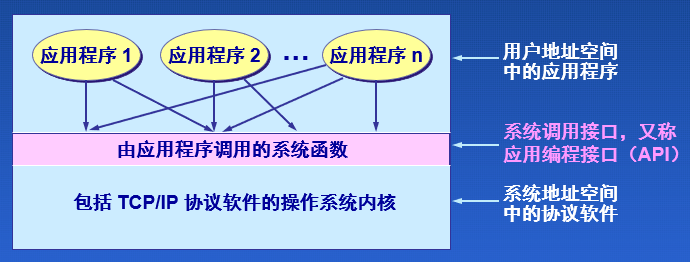 应用程序 1
应用程序 2
···
应用程序 n
用户地址空间
中的应用程序
由应用程序调用的系统函数
系统调用接口，又称
应用编程接口（API）
包括 TCP/IP 协议软件的操作系统内核
系统地址空间
中的协议软件